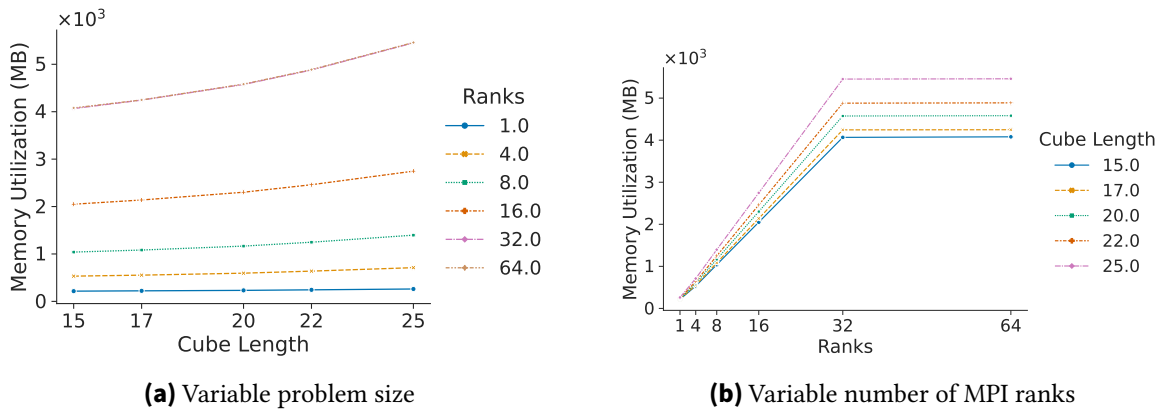 ×10³
Memory Utilization (MB)
5
4
3
2
1
0
15 17 20 22 25
Cube Length
Ranks
1.0
4.0
8.0
16.0
32.0
64.0
(a) Variable problem size
×10³
Memory Utilization (MB)
5
4
3
2
1
0
1 4 8 16 32 64
Ranks
Cube Length
15.0
17.0
20.0
22.0
25.0
(b) Variable number of MPI ranks